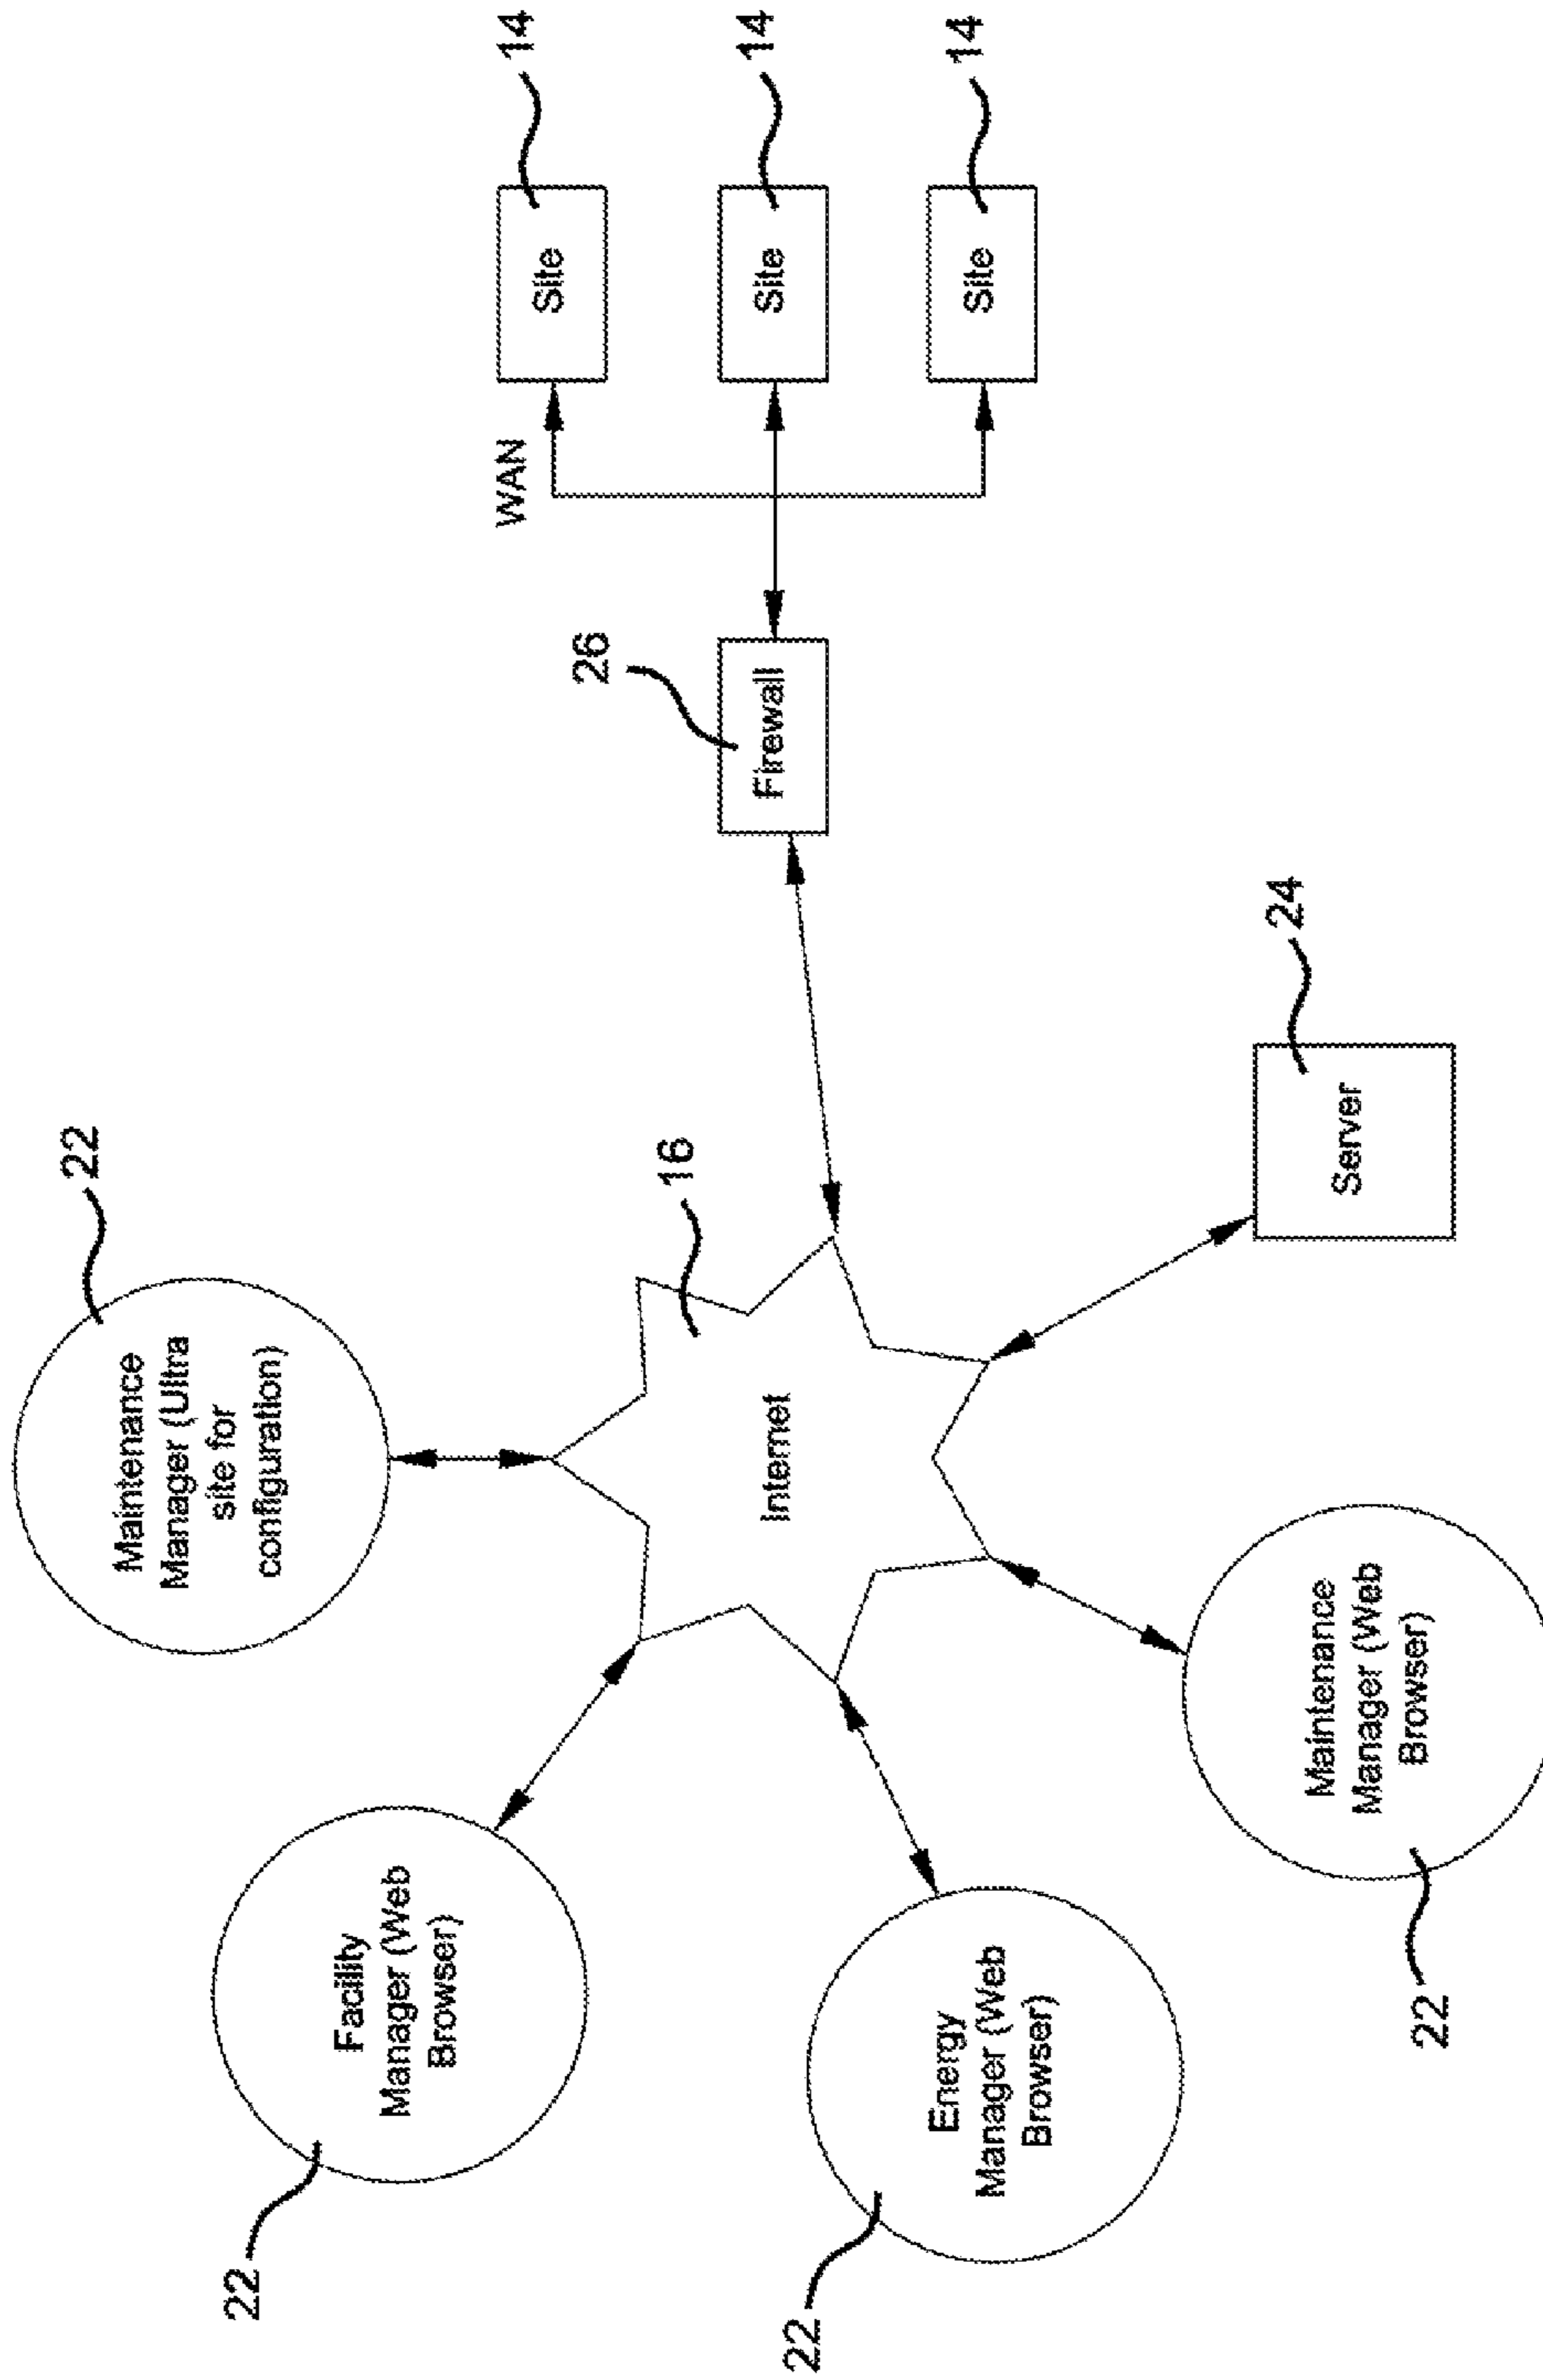 22
Maintenance
Manager (Ultra
site for
configuration)
22
Facility
Manager (Web
Browser)
16
Internet
22
Energy
Manager (Web
Browser)
22
Maintenance
Manager (Web
Browser)
24
Server
26
Firewall
WAN
14
Site
14
Site
14
Site